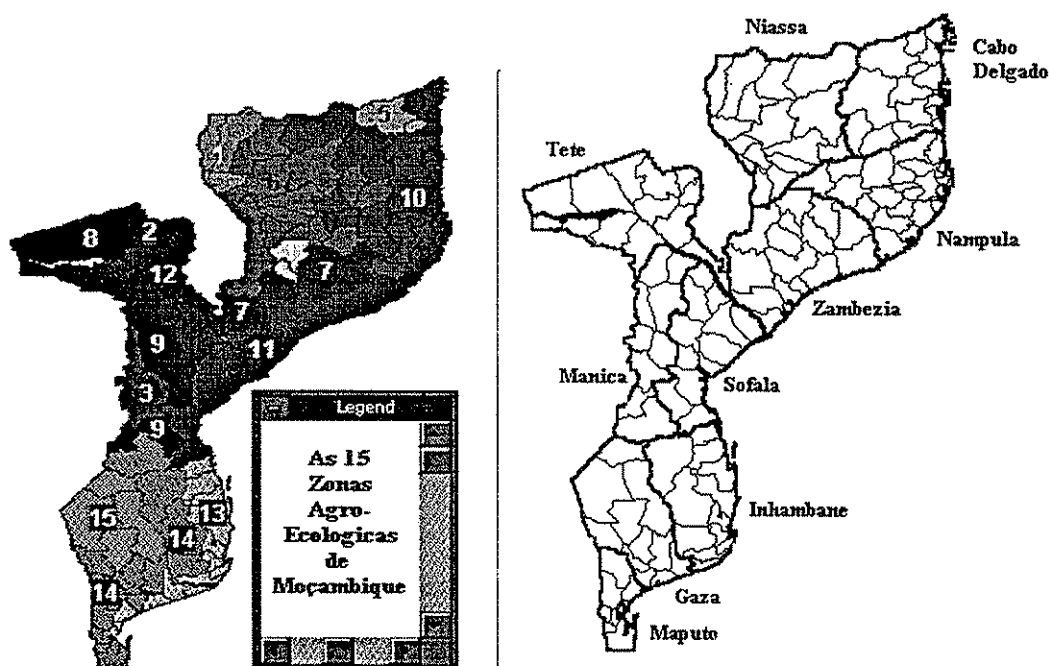 1
5
10
8
2
6
7
12
7
9
11
3
9
15
13
14
14
Legend
As 15
Zonas
Agro-
Ecologicas
de
Moçambique
Niassa
Cabo
Delgado
Tete
Nampula
Zambezia
Manica
Sofala
Inhambane
Gaza
Maputo